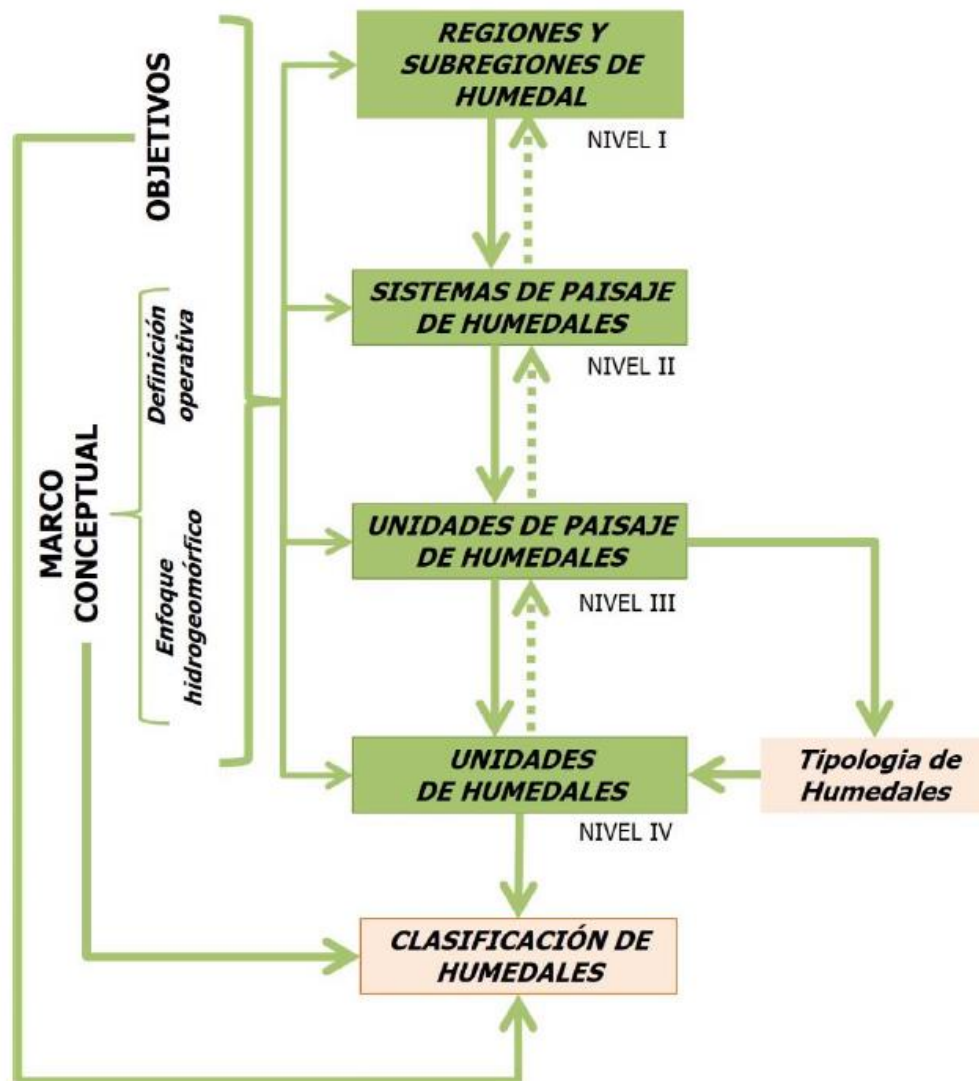 OBJETIVOS
MARCO
CONCEPTUAL
Definición
operativa
Enfoque
hidrogeomórfico
REGIONES Y
SUBREGIONES DE
HUMEDAL
NIVEL I
SISTEMAS DE PAISAJE
DE HUMEDALES
NIVEL II
UNIDADES DE PAISAJE
DE HUMEDALES
NIVEL III
UNIDADES
DE HUMEDALES
NIVEL IV
Tipologia de
Humedales
CLASIFICACIÓN DE
HUMEDALES